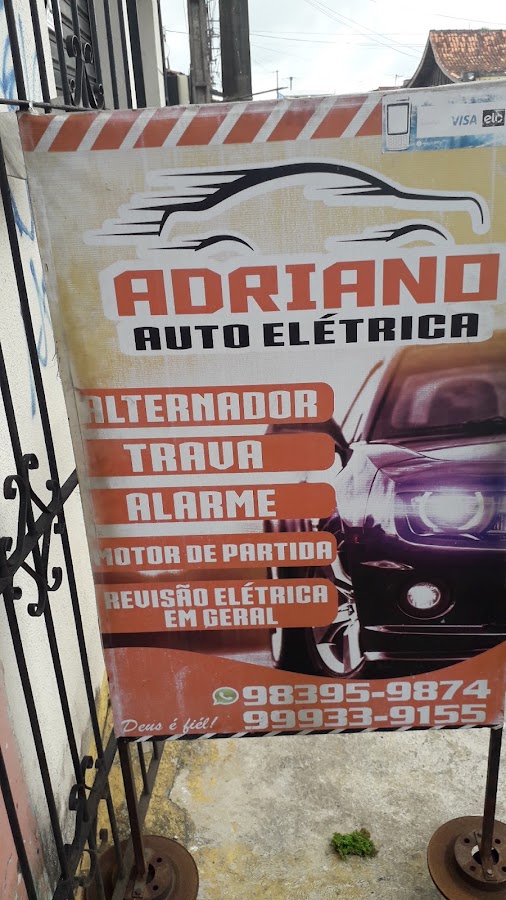 VISA elo
ADRIANO
AUTO ELÉTRICA
ALTERNADOR
TRAVA
ALARME
MOTOR DE PARTIDA
REVISÃO ELÉTRICA
EM GERAL
98395-9874
99933-9155
Deus é fiél!